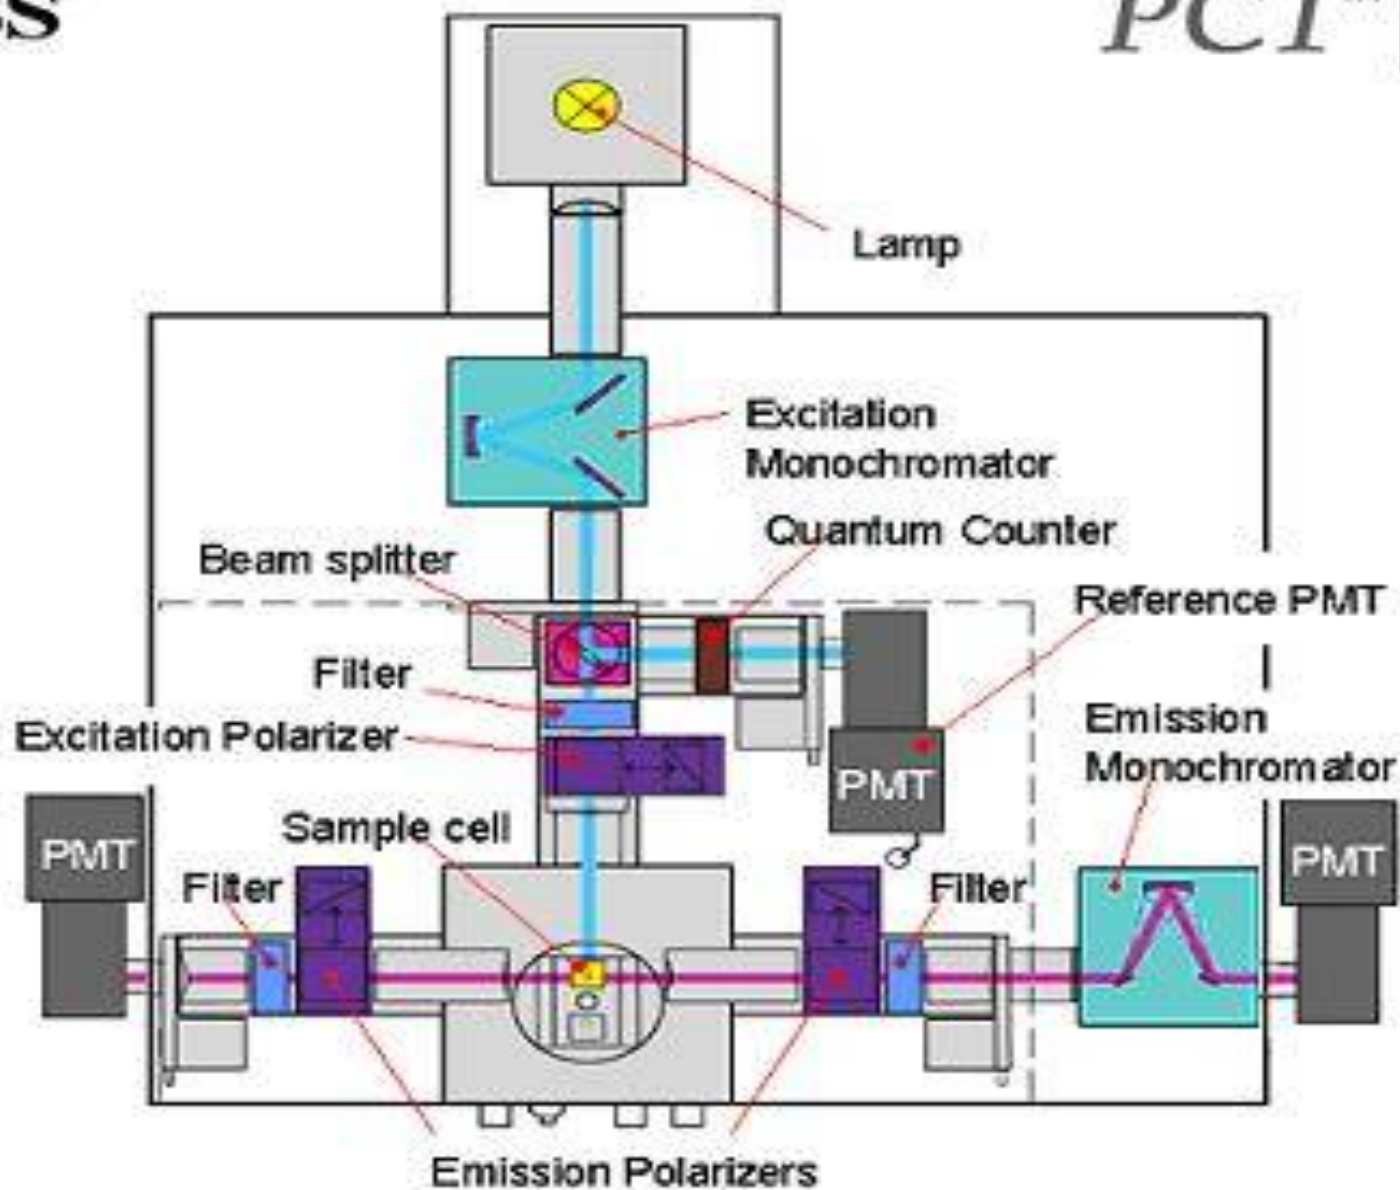 PCT
Lamp
Excitation
Monochromator
Quantum Counter
Beam splitter
Reference PMT
Filter
Emission
Monochromator
Excitation Polarizer
PMT
Sample cell
PMT
PMT
Filter
Filter
Emission Polarizers